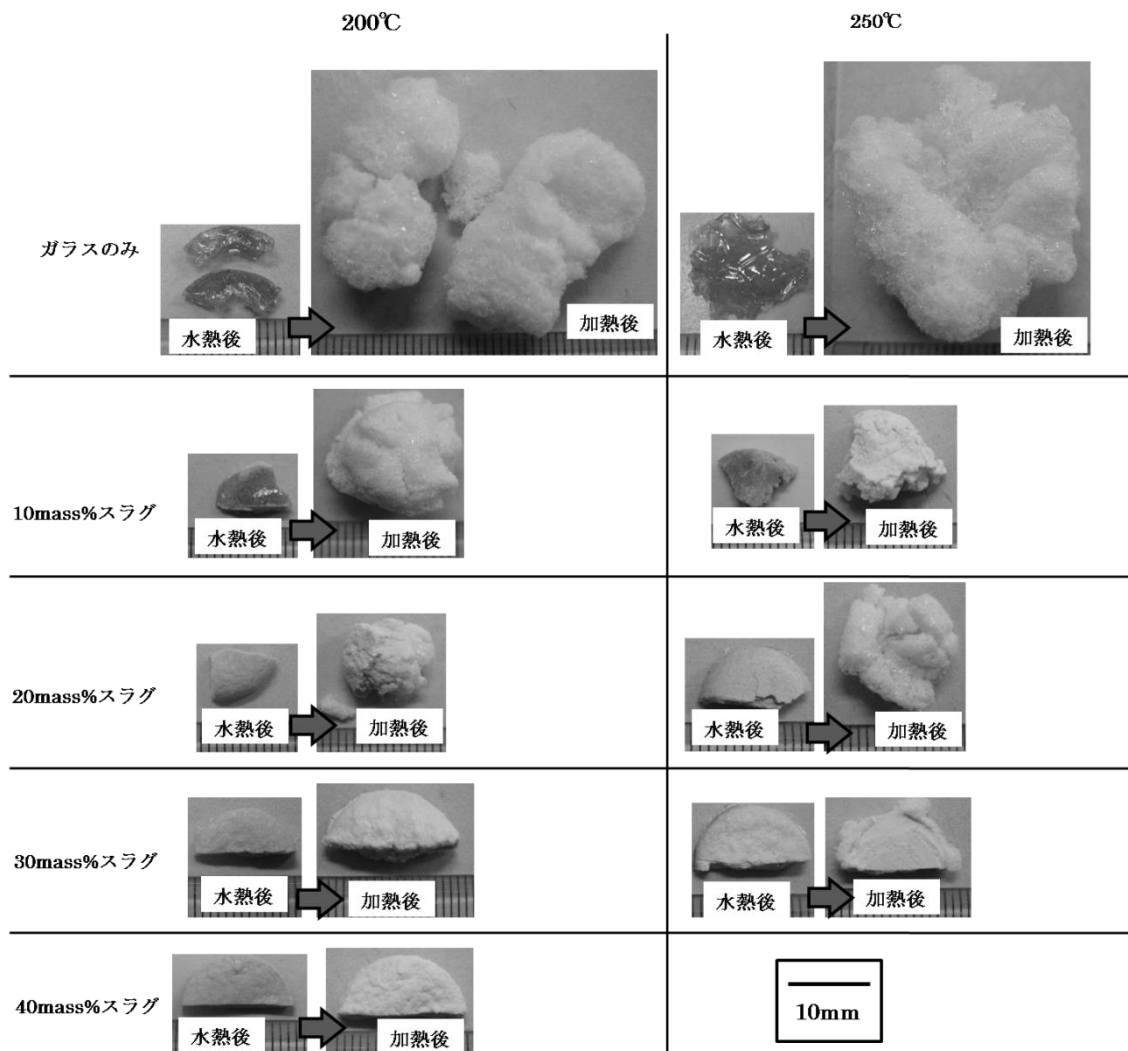 200℃
250℃
ガラスのみ
水熱後
加熱後
水熱後
加熱後
10mass%スラグ
水熱後
加熱後
水熱後
加熱後
20mass%スラグ
水熱後
加熱後
水熱後
加熱後
30mass%スラグ
水熱後
加熱後
水熱後
加熱後
40mass%スラグ
水熱後
加熱後
10mm